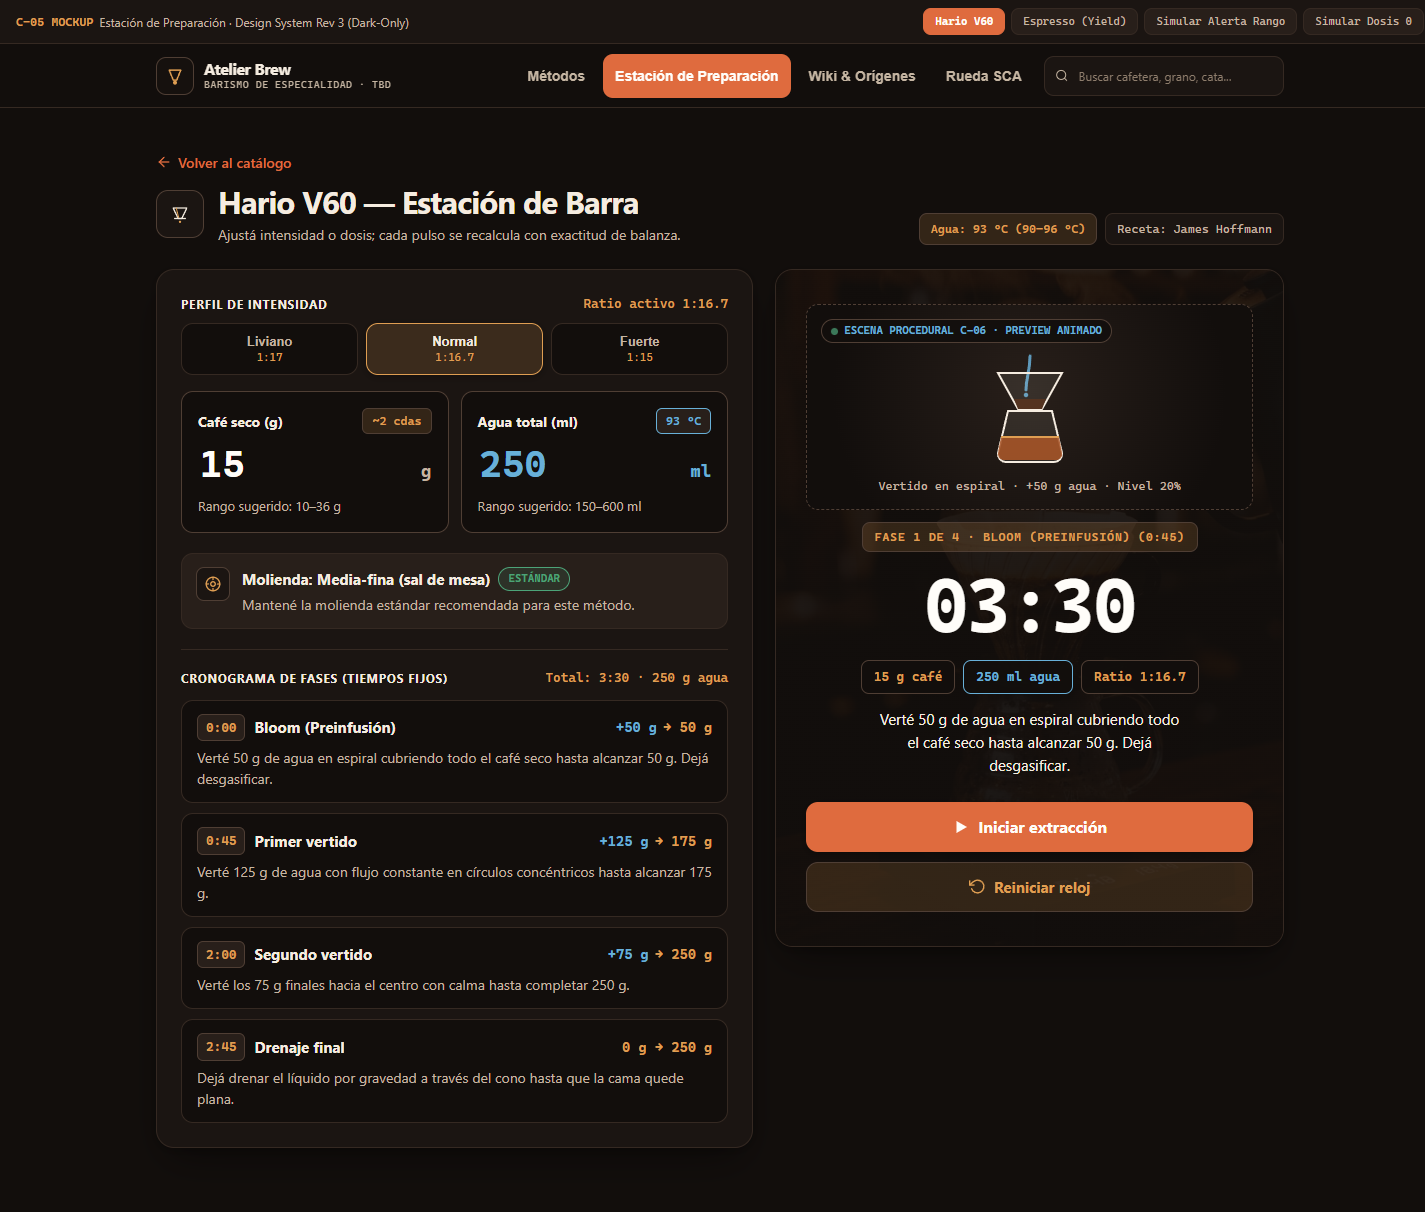 C-05 MOCKUP Estación de Preparación · Design System Rev 3 (Dark-Only)
Hario V60
Espresso (Yield)
Simular Alerta Rango
Simular Dosis 0
Atelier Brew
BARISMO DE ESPECIALIDAD · TBD
Métodos
Estación de Preparación
Wiki & Orígenes
Rueda SCA
Buscar cafetera, grano, cata...
← Volver al catálogo
Hario V60 — Estación de Barra
Ajustá intensidad o dosis; cada pulso se recalcula con exactitud de balanza.
Agua: 93 °C (90–96 °C)
Receta: James Hoffmann
PERFIL DE INTENSIDAD
Ratio activo 1:16.7
Liviano
1:17
Normal
1:16.7
Fuerte
1:15
Café seco (g)
~2 cdas
15
g
Rango sugerido: 10–36 g
Agua total (ml)
93 °C
250
ml
Rango sugerido: 150–600 ml
Molienda: Media-fina (sal de mesa)
ESTÁNDAR
Mantené la molienda estándar recomendada para este método.
CRONOGRAMA DE FASES (TIEMPOS FIJOS)
Total: 3:30 · 250 g agua
0:00
Bloom (Preinfusión)
+50 g → 50 g
Verté 50 g de agua en espiral cubriendo todo el café seco hasta alcanzar 50 g. Dejá
desgasificar.
0:45
Primer vertido
+125 g → 175 g
Verté 125 g de agua con flujo constante en círculos concéntricos hasta alcanzar 175
g.
2:00
Segundo vertido
+75 g → 250 g
Verté los 75 g finales hacia el centro con calma hasta completar 250 g.
2:45
Drenaje final
0 g → 250 g
Dejá drenar el líquido por gravedad a través del cono hasta que la cama quede
plana.
ESCENA PROCEDURAL C-06 · PREVIEW ANIMADO
Vertido en espiral · +50 g agua · Nivel 20%
FASE 1 DE 4 · BLOOM (PREINFUSIÓN) (0:45)
03:30
15 g café
250 ml agua
Ratio 1:16.7
Verté 50 g de agua en espiral cubriendo todo
el café seco hasta alcanzar 50 g. Dejá
desgasificar.
Iniciar extracción
Reiniciar reloj